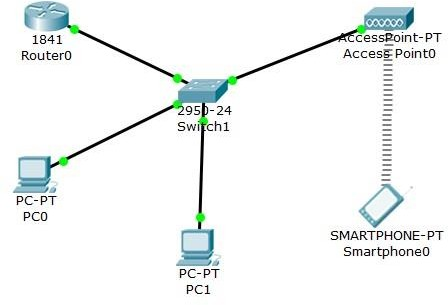 1841
Router0
AccessPoint-PT
Access Point0
2950-24
Switch1
PC-PT
PC0
SMARTPHONE-PT
Smartphone0
PC-PT
PC1